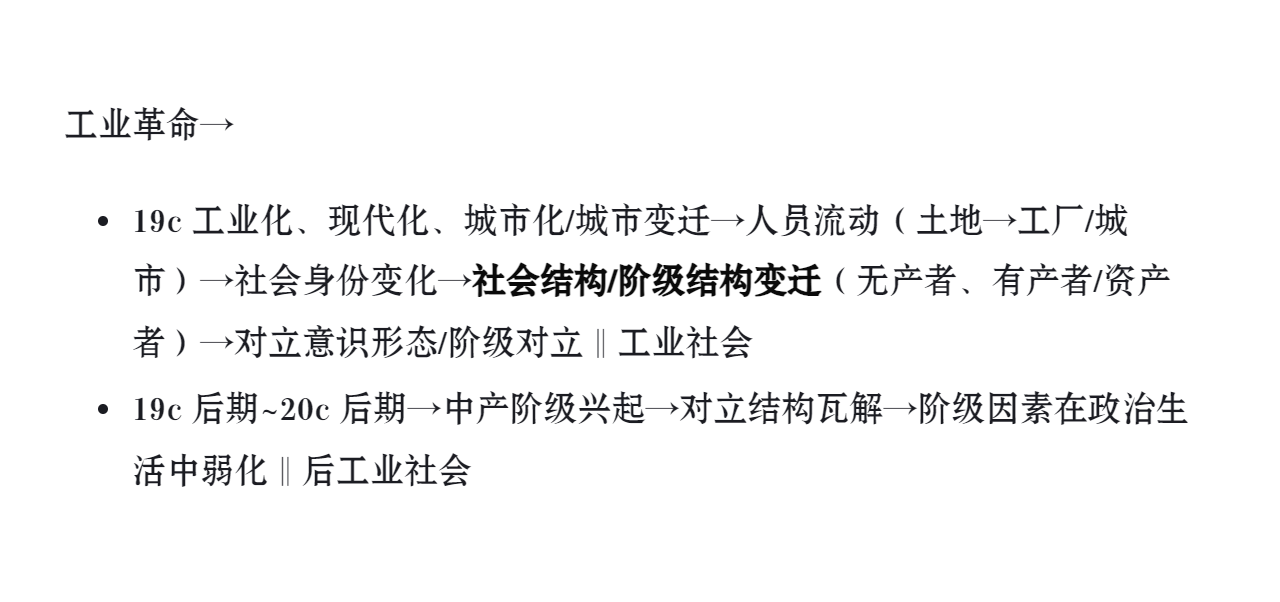 工业革命→
• 19c 工业化、现代化、城市化/城市变迁→人员流动（土地→工厂/城
市）→社会身份变化→社会结构/阶级结构变迁（无产者、有产者/资产
者）→对立意识形态/阶级对立 ‖ 工业社会
• 19c 后期~20c 后期→中产阶级兴起→对立结构瓦解→阶级因素在政治生
活中弱化 ‖ 后工业社会